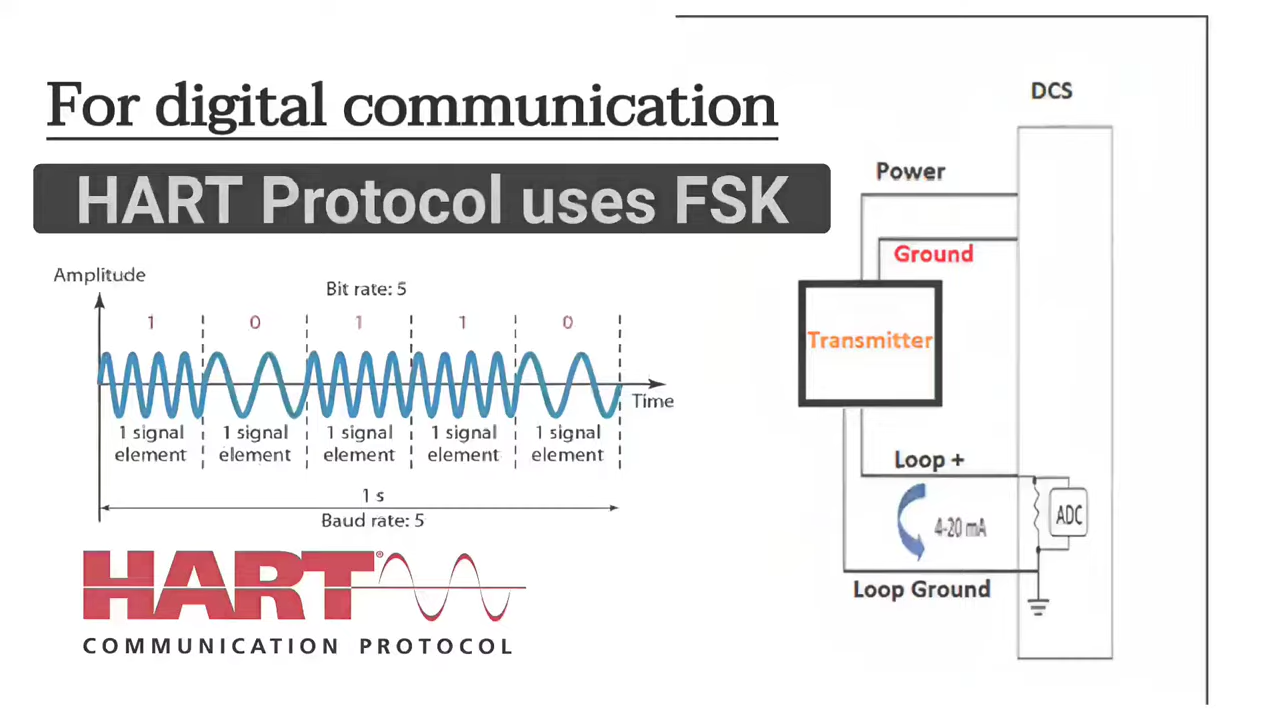 For digital communication
HART Protocol uses FSK
Amplitude
Bit rate: 5
1 0 1 1 0
Time
1 signal element
1 signal element
1 signal element
1 signal element
1 signal element
1 s
Baud rate: 5
HART®
COMMUNICATION PROTOCOL
DCS
Power
Ground
Transmitter
Loop +
ADC
4-20 mA
Loop Ground